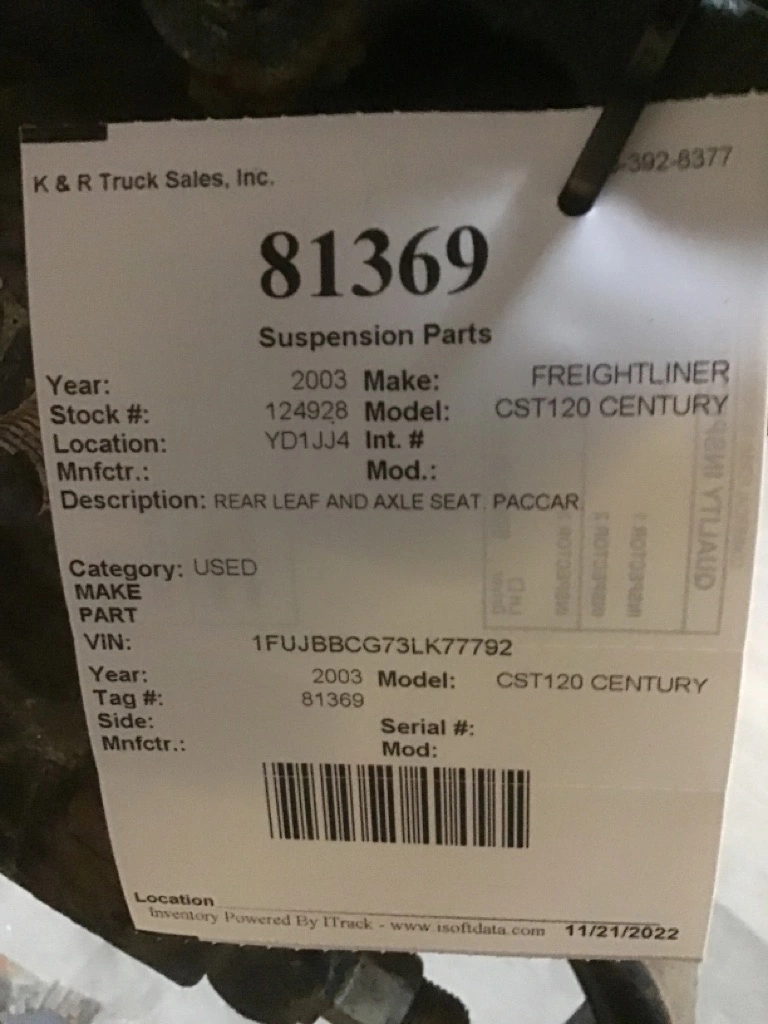 K & R Truck Sales, Inc. -392-8377
81369
Suspension Parts
Year: 2003 Make: FREIGHTLINER
Stock #: 124928 Model: CST120 CENTURY
Location: YD1JJ4 Int. #
Mnfctr.: Mod.:
Description: REAR LEAF AND AXLE SEAT PACCAR
Category: USED
MAKE
PART
VIN: 1FUJBBCG73LK77792
Year: 2003 Model: CST120 CENTURY
Tag #: 81369
Side: Serial #:
Mnfctr.: Mod:
Location
Inventory Powered By ITrack - www.isoftdata.com 11/21/2022